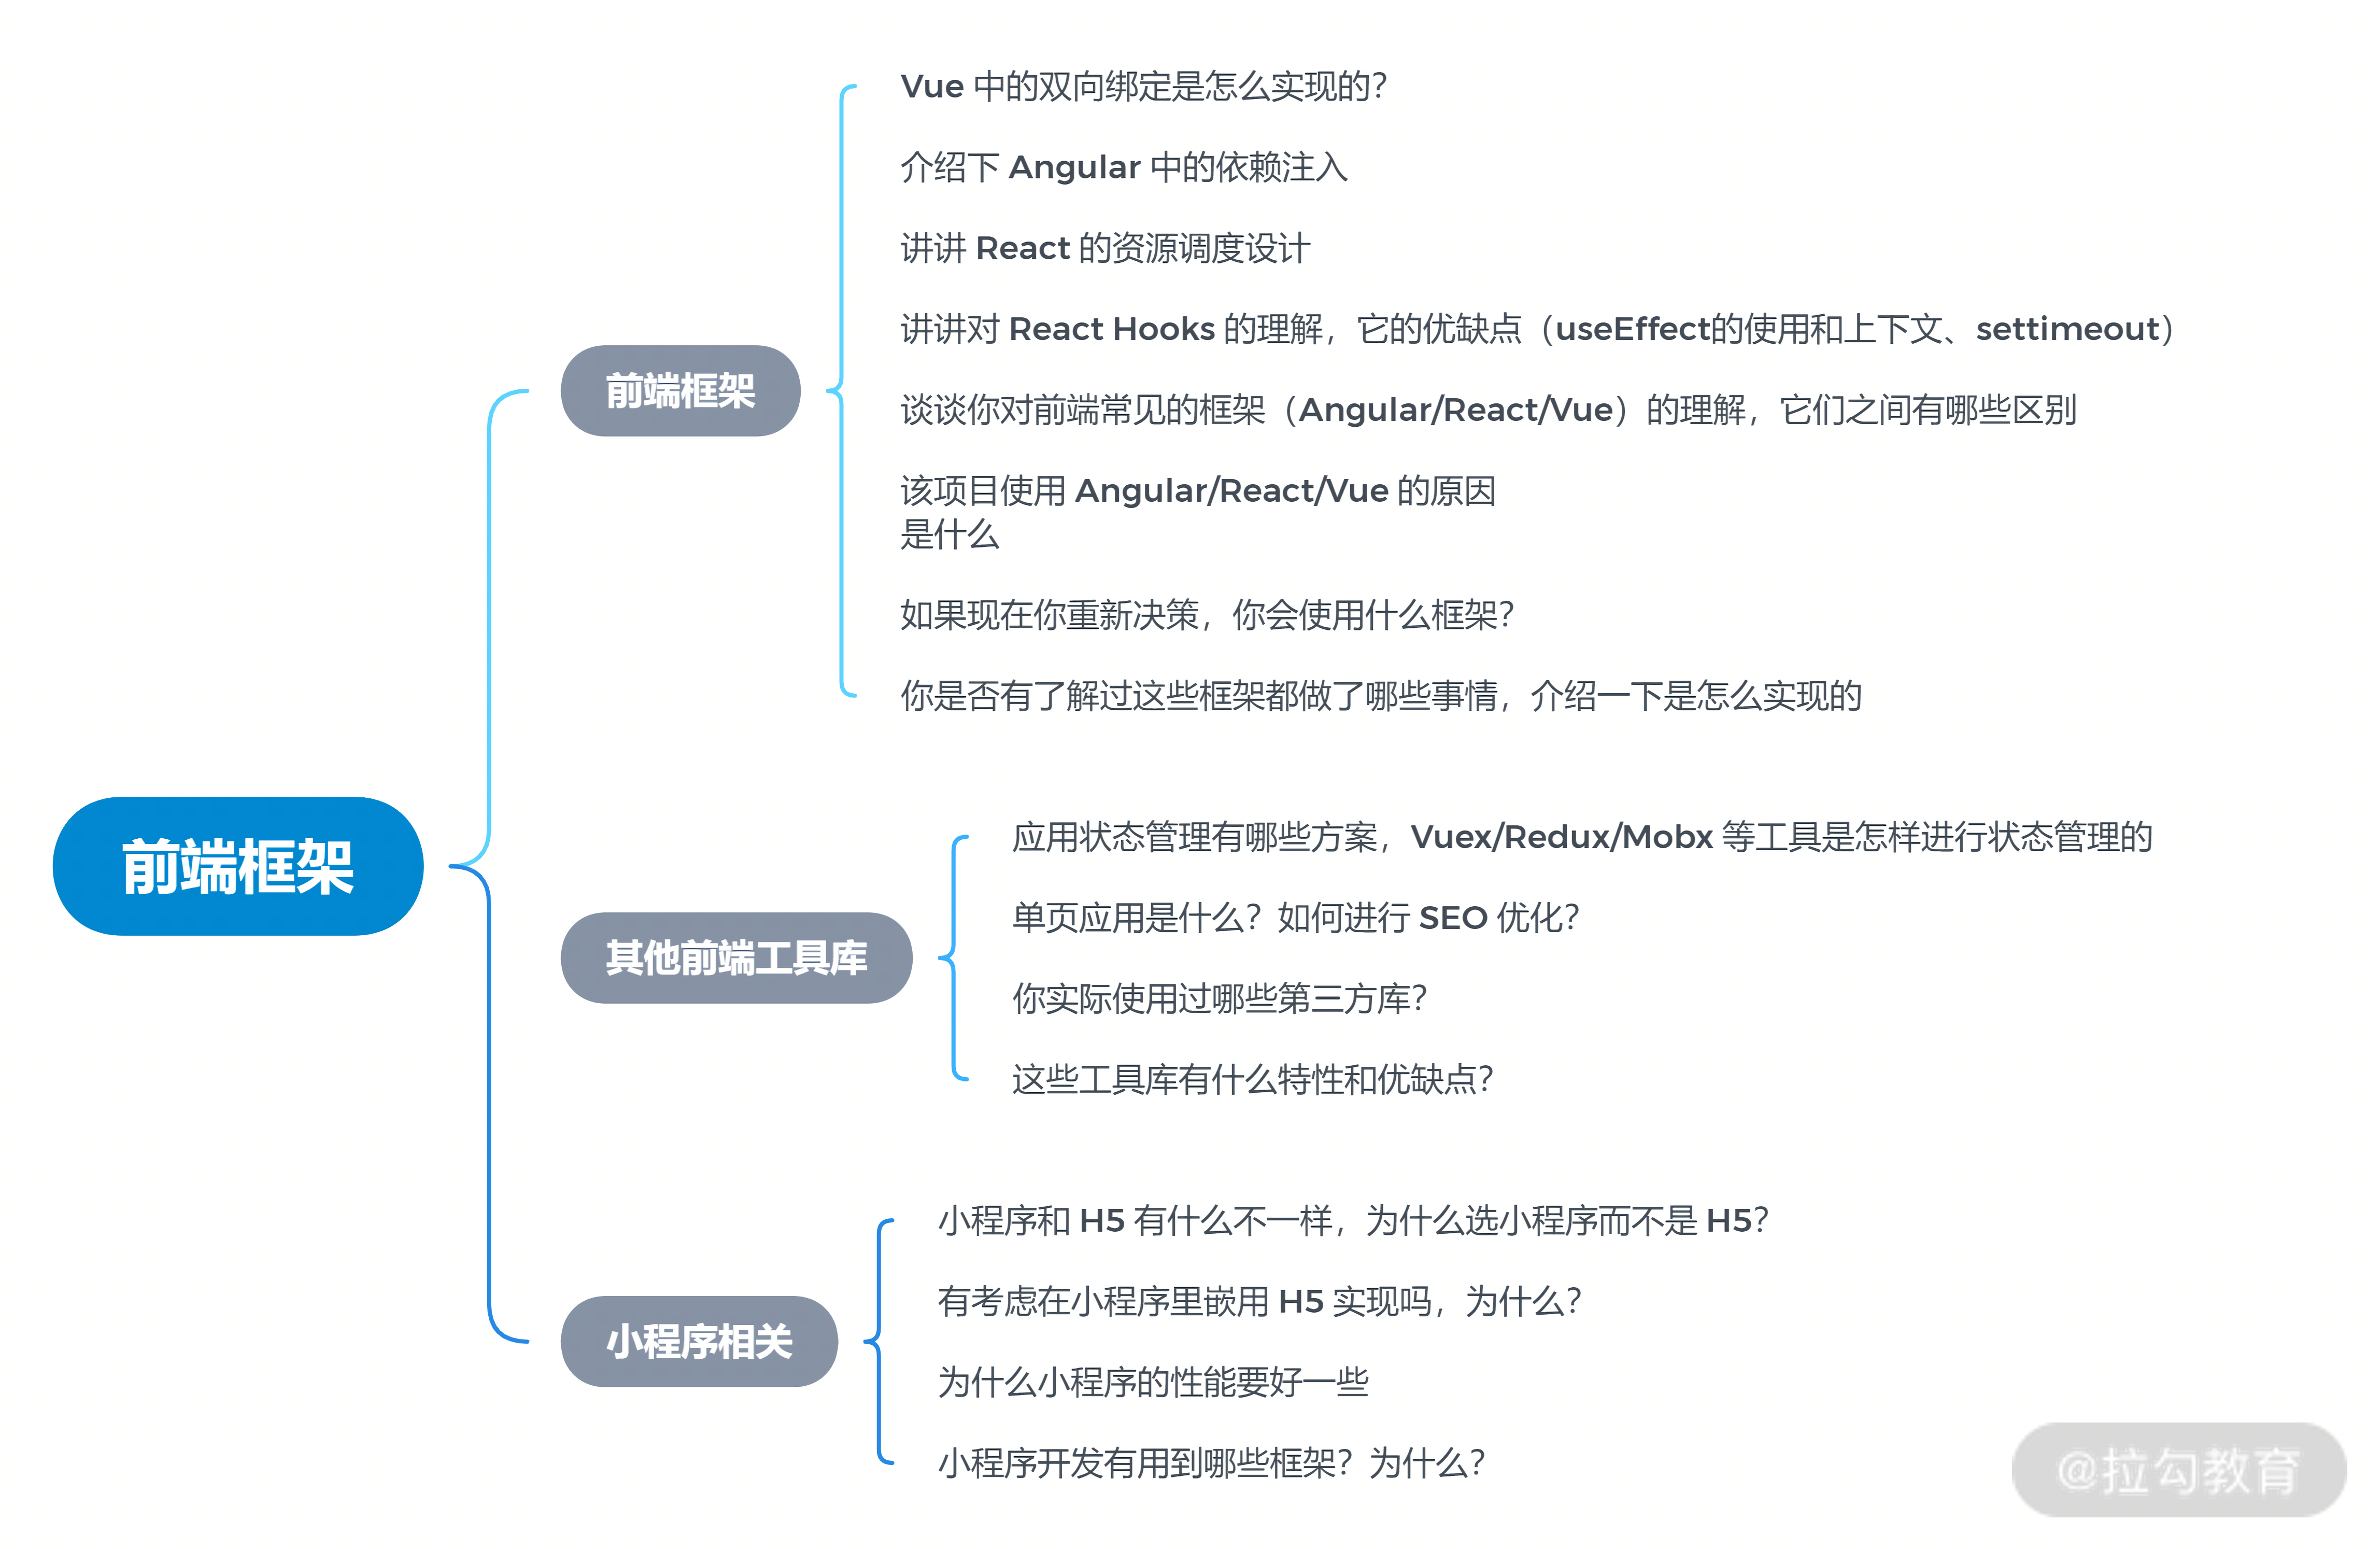 前端框架
前端框架
Vue 中的双向绑定是怎么实现的？
介绍下 Angular 中的依赖注入
讲讲 React 的资源调度设计
讲讲对 React Hooks 的理解，它的优缺点（useEffect的使用和上下文、settimeout）
谈谈你对前端常见的框架（Angular/React/Vue）的理解，它们之间有哪些区别
该项目使用 Angular/React/Vue 的原因
是什么
如果现在你重新决策，你会使用什么框架？
你是否有了解过这些框架都做了哪些事情，介绍一下是怎么实现的
其他前端工具库
应用状态管理有哪些方案，Vuex/Redux/Mobx 等工具是怎样进行状态管理的
单页应用是什么？如何进行 SEO 优化？
你实际使用过哪些第三方库？
这些工具库有什么特性和优缺点？
小程序相关
小程序和 H5 有什么不一样，为什么选小程序而不是 H5？
有考虑在小程序里嵌用 H5 实现吗，为什么？
为什么小程序的性能要好一些
小程序开发有用到哪些框架？为什么？
@拉勾教育